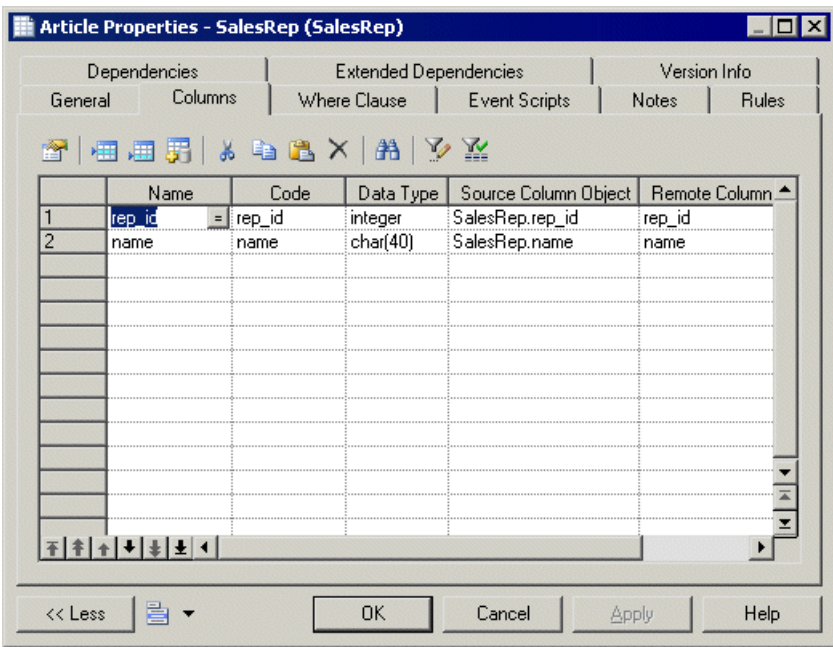 Article Properties - SalesRep (SalesRep)
Dependencies Extended Dependencies Version Info
General Columns Where Clause Event Scripts Notes Rules
Name Code Data Type Source Column Object Remote Column
1 rep_id = rep_id integer SalesRep.rep_id rep_id
2 name name char(40) SalesRep.name name
<< Less OK Cancel Apply Help